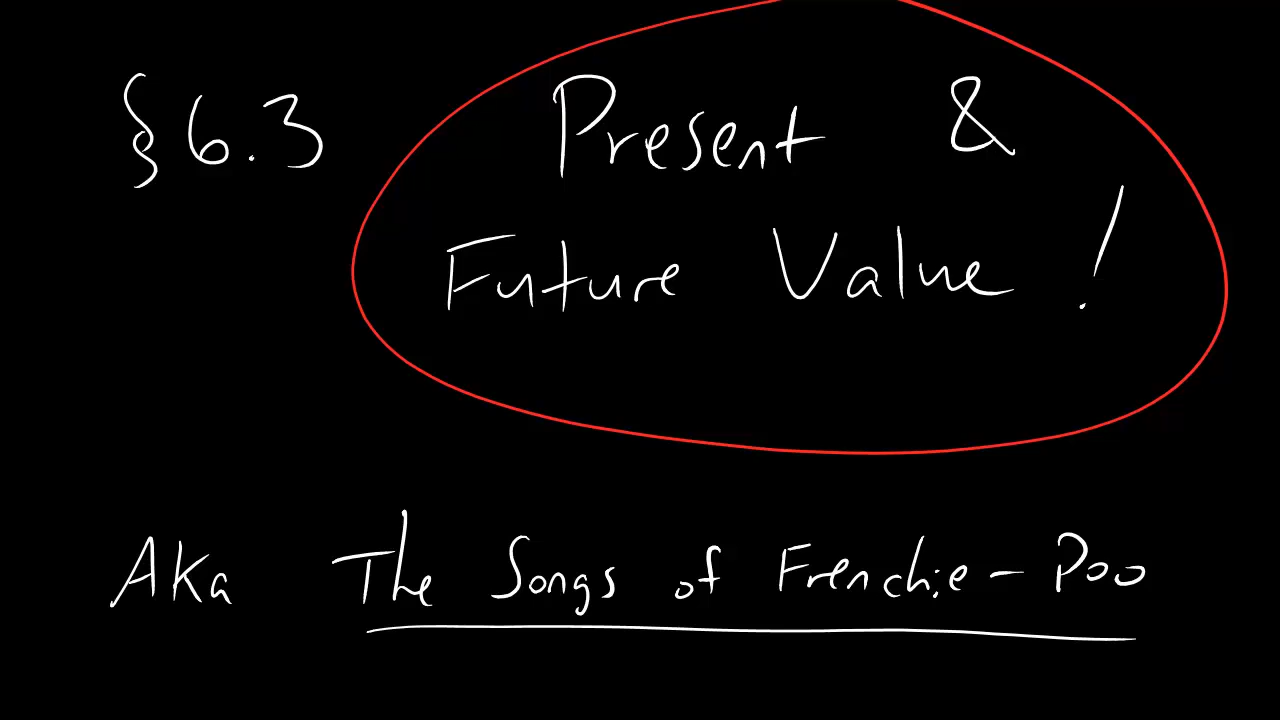 § 6.3 Present &
Future Value !
AKa The Songs of Frenchie-Poo